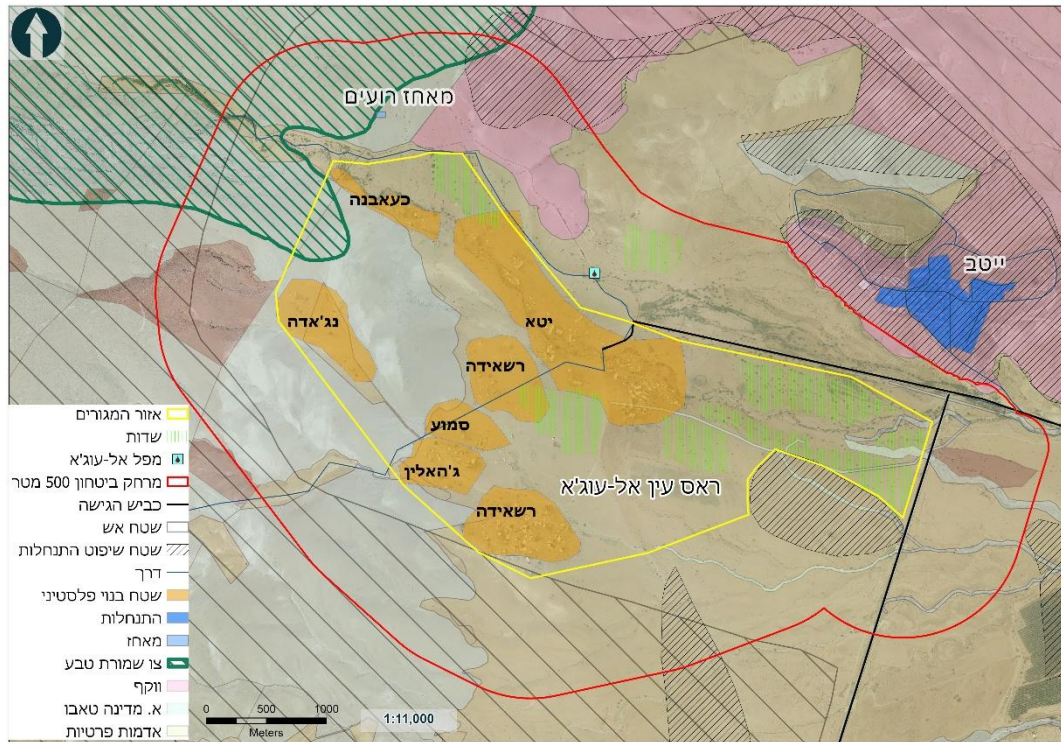 מאחז רועים
כעאבנה
ייטב
נג'אדה
יטא
רשאידה
סמוע
ג'האלין
ראס עין אל-עוג'א
רשאידה
אזור המגורים
שדות
מפל אל-עוג'א
מרחק ביטחון 500 מטר
כביש הגישה
שטח אש
שטח שיפוט התנחלות
דרך
שטח בנוי פלסטיני
התנחלות
מאחז
צו שמורת טבע
ווקף
א. מדינה טאבו
אדמות פרטיות
0 500 1000
Meters
1:11,000